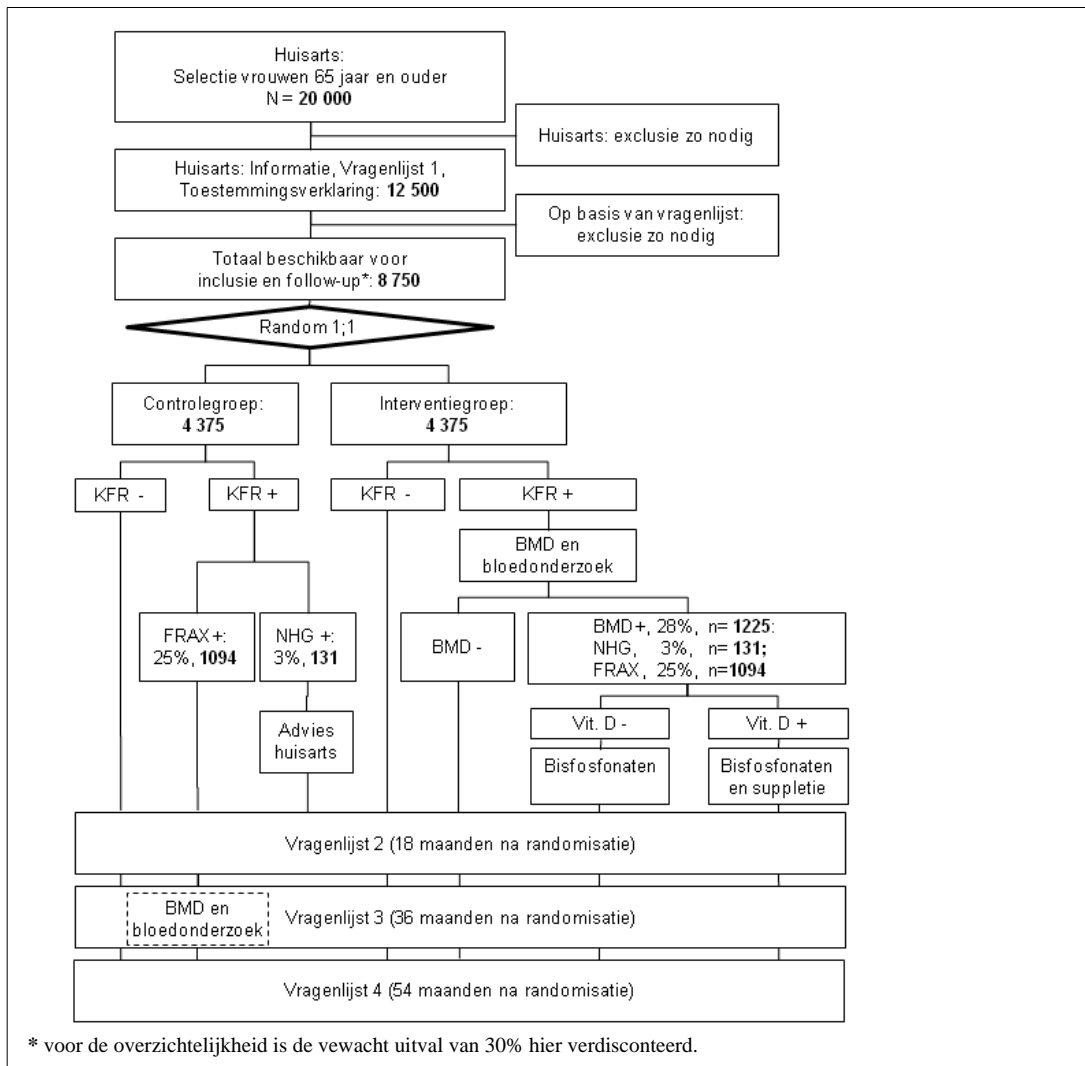 Huisarts:
Selectie vrouwen 65 jaar en ouder
N = 20 000
Huisarts: exclusie zo nodig
Huisarts: Informatie, Vragenlijst 1,
Toestemmingsverklaring: 12 500
Op basis van vragenlijst:
exclusie zo nodig
Totaal beschikbaar voor
inclusie en follow-up*: 8 750
Random 1;1
Controlegroep:
4 375
Interventiegroep:
4 375
KFR -
KFR +
KFR -
KFR +
BMD en
bloedonderzoek
FRAX +:
25%, 1094
NHG +:
3%, 131
BMD -
BMD +, 28%, n= 1225:
NHG, 3%, n= 131;
FRAX, 25%, n=1094
Advies
huisarts
Vit. D -
Vit. D +
Bisfosfonaten
Bisfosfonaten
en suppletie
Vragenlijst 2 (18 maanden na randomisatie)
BMD en
bloedonderzoek
Vragenlijst 3 (36 maanden na randomisatie)
Vragenlijst 4 (54 maanden na randomisatie)
* voor de overzichtelijkheid is de vewacht uitval van 30% hier verdisconteerd.